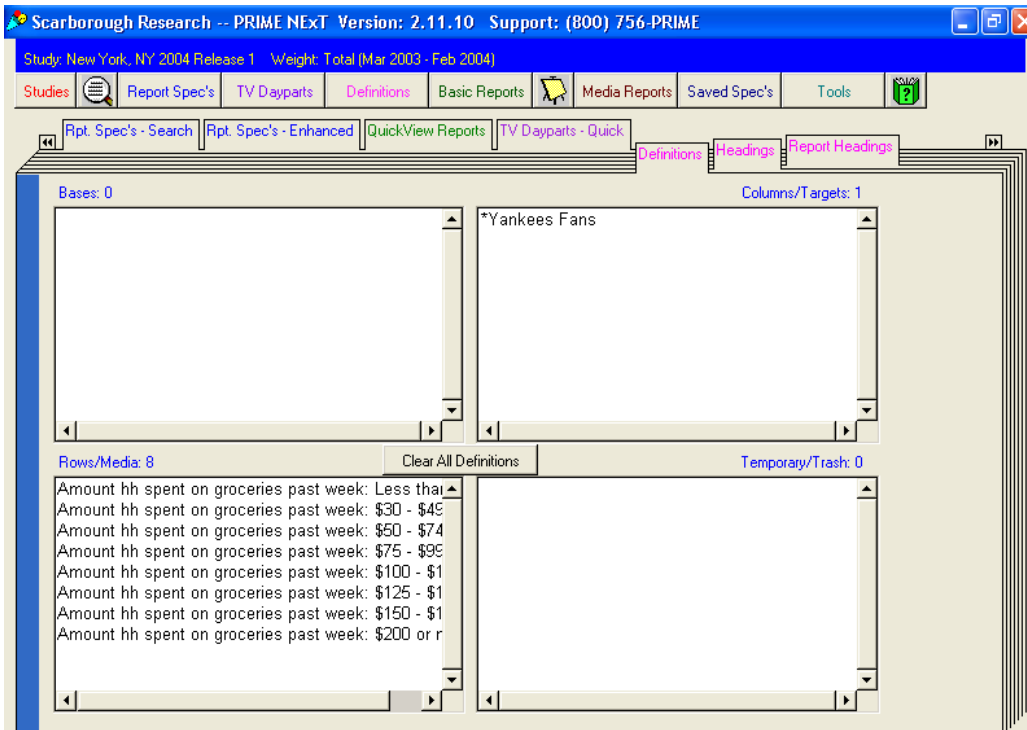 Scarborough Research -- PRIME NExT Version: 2.11.10 Support: (800) 756-PRIME
Study: New York, NY 2004 Release 1 Weight: Total (Mar 2003 - Feb 2004)
Studies Report Spec's TV Dayparts Definitions Basic Reports Media Reports Saved Spec's Tools ?
Rpt. Spec's - Search Rpt. Spec's - Enhanced QuickView Reports TV Dayparts - Quick
Definitions Headings Report Headings
Bases: 0 Columns/Targets: 1
*Yankees Fans
Rows/Media: 8 Clear All Definitions Temporary/Trash: 0
Amount hh spent on groceries past week: Less than
Amount hh spent on groceries past week: $30 - $49
Amount hh spent on groceries past week: $50 - $74
Amount hh spent on groceries past week: $75 - $99
Amount hh spent on groceries past week: $100 - $1
Amount hh spent on groceries past week: $125 - $1
Amount hh spent on groceries past week: $150 - $1
Amount hh spent on groceries past week: $200 or